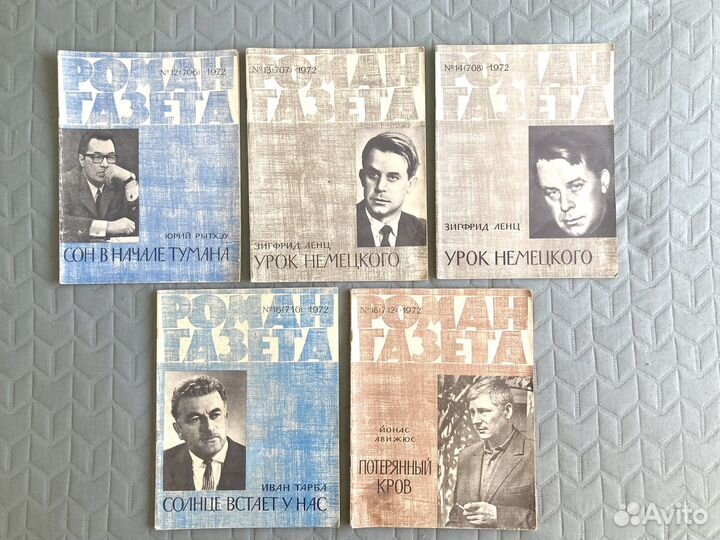 РОМАН
№12(706)·1972
ГАЗЕТА
ЮРИЙ РЫТХЭУ
СОН В НАЧАЛЕ ТУМАНА
РОМАН
№13(707)·1972
ГАЗЕТА
ЗИГФРИД ЛЕНЦ
УРОК НЕМЕЦКОГО
РОМАН
№14(708)·1972
ГАЗЕТА
ЗИГФРИД ЛЕНЦ
УРОК НЕМЕЦКОГО
РОМАН
№16(710)·1972
ГАЗЕТА
ИВАН ТАРБА
СОЛНЦЕ ВСТАЕТ У НАС
РОМАН
№18(712)·1972
ГАЗЕТА
ЙОНАС
АВИЖЮС
ПОТЕРЯННЫЙ
КРОВ
Avito